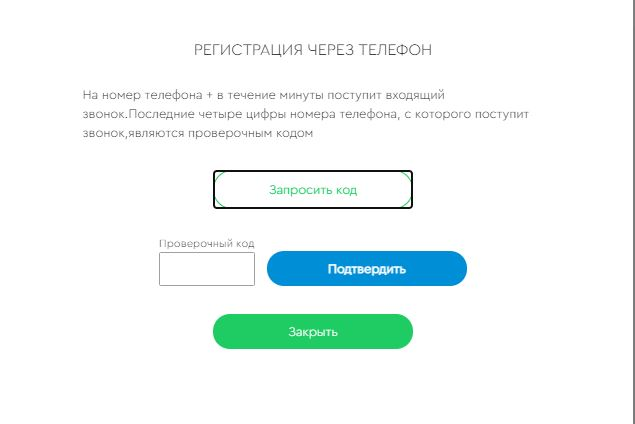 РЕГИСТРАЦИЯ ЧЕРЕЗ ТЕЛЕФОН
На номер телефона + в течение минуты поступит входящий
звонок.Последние четыре цифры номера телефона, с которого поступит
звонок,являются проверочным кодом
Запросить код
Проверочный код
Подтвердить
Закрыть